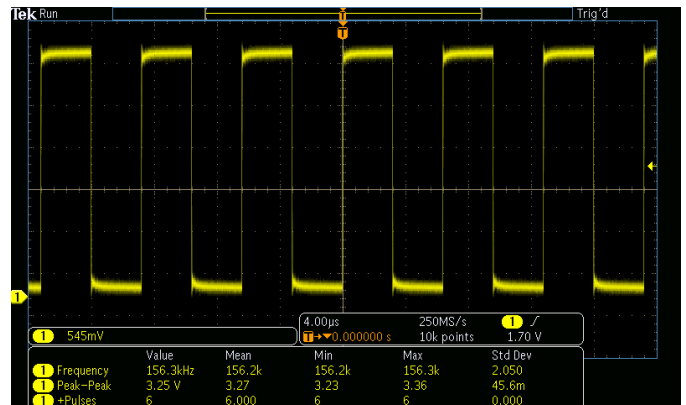 Tek Run Trig'd
T
T
1
1 545mV
4.00µs 250MS/s 1 ∫
T→▼0.000000 s 10k points 1.70 V
Value Mean Min Max Std Dev
1 Frequency 156.3kHz 156.2k 156.2k 156.3k 2.050
1 Peak-Peak 3.25 V 3.27 3.23 3.36 45.6m
1 +Pulses 6 6.000 6 6 0.000